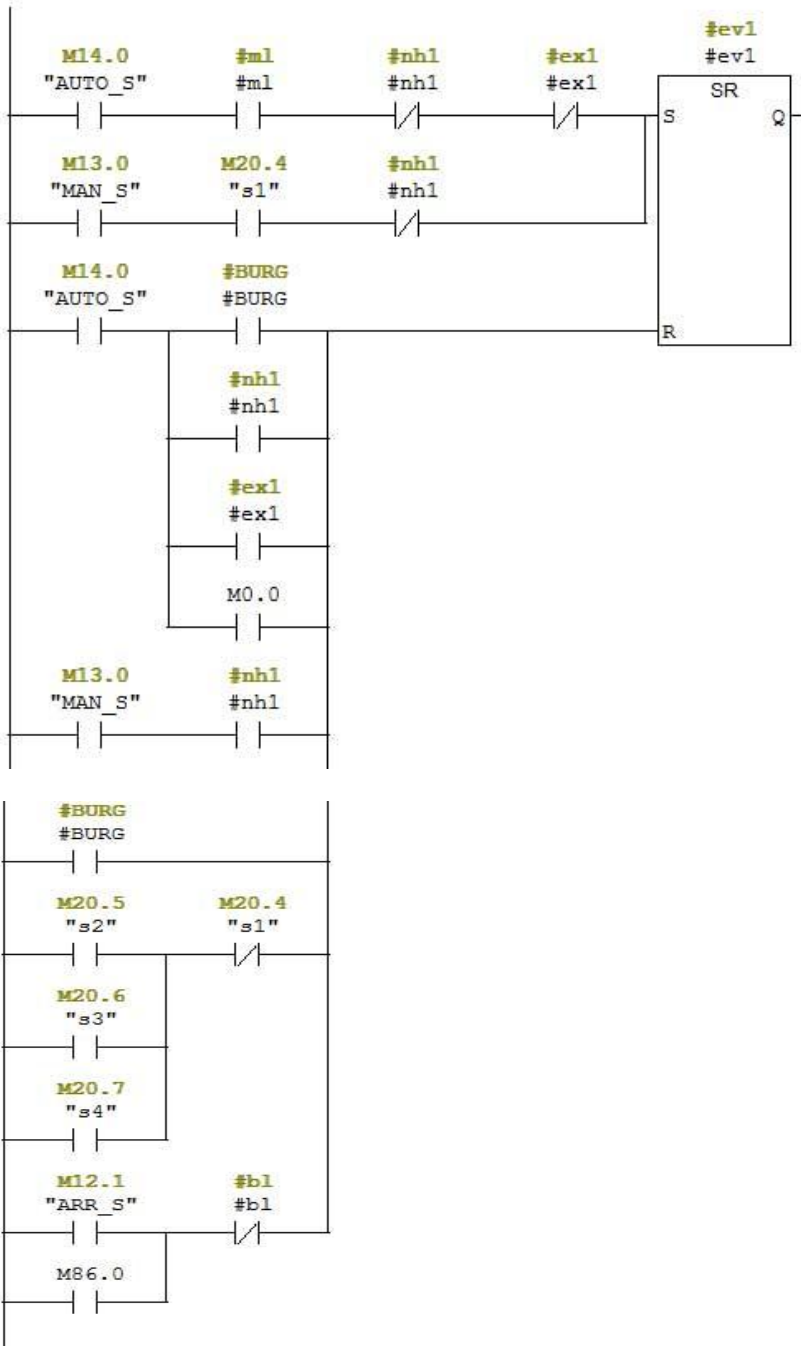 #ev1
M14.0 #ml #nh1 #ex1 #ev1
"AUTO_S" #ml #nh1 #ex1 SR
S Q
M13.0 M20.4 #nh1
"MAN_S" "s1" #nh1
M14.0 #BURG
"AUTO_S" #BURG
R
#nh1
#nh1
#ex1
#ex1
M0.0
M13.0 #nh1
"MAN_S" #nh1
#BURG
#BURG
M20.5 M20.4
"s2" "s1"
M20.6
"s3"
M20.7
"s4"
M12.1 #bl
"ARR_S" #bl
M86.0